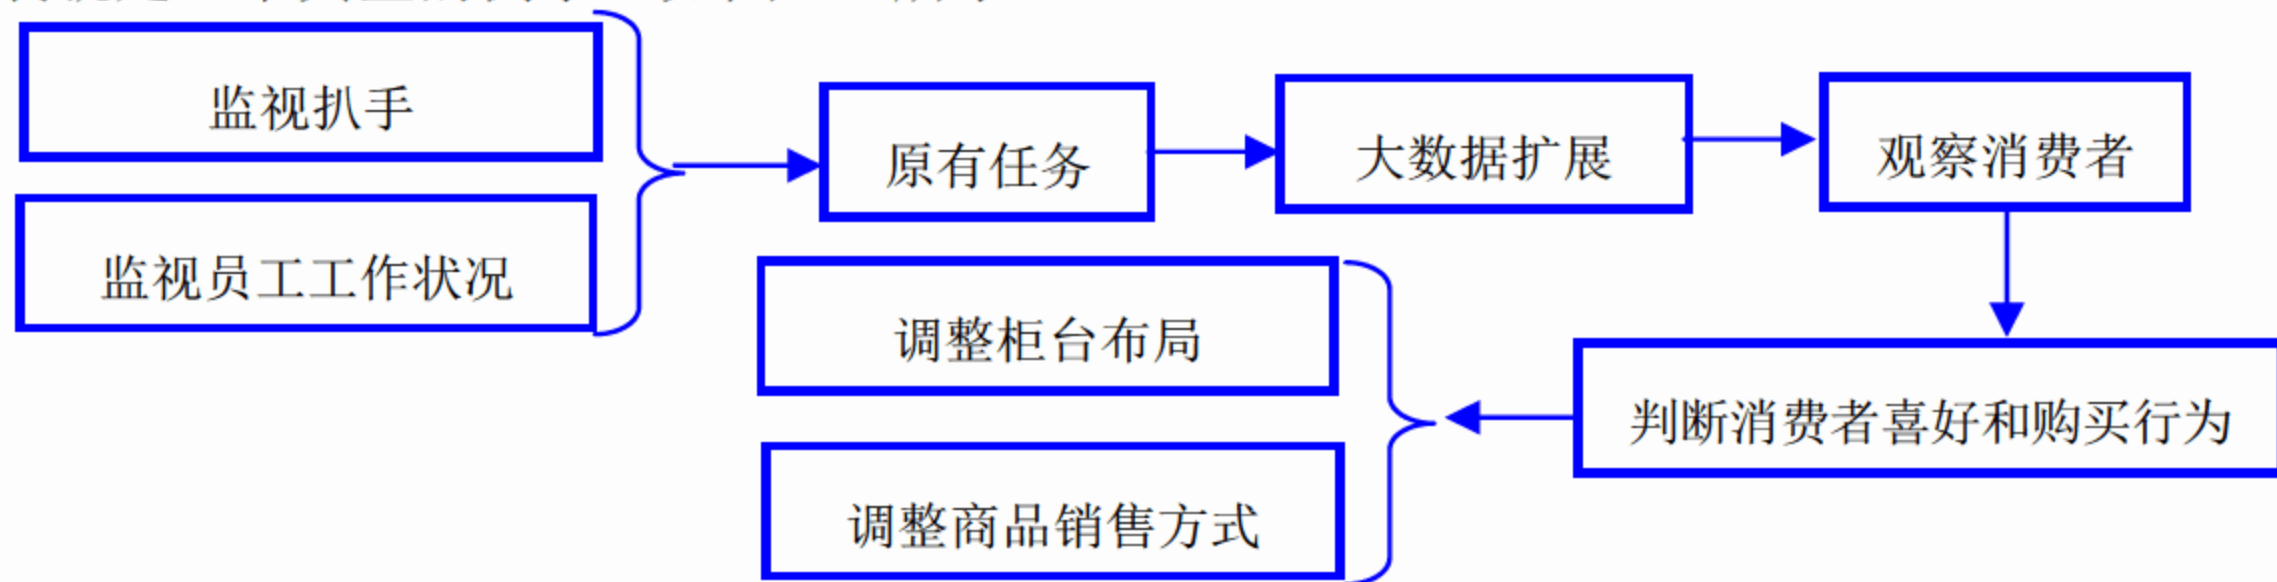 监视扒手
监视员工工作状况
原有任务
大数据扩展
观察消费者
判断消费者喜好和购买行为
调整柜台布局
调整商品销售方式